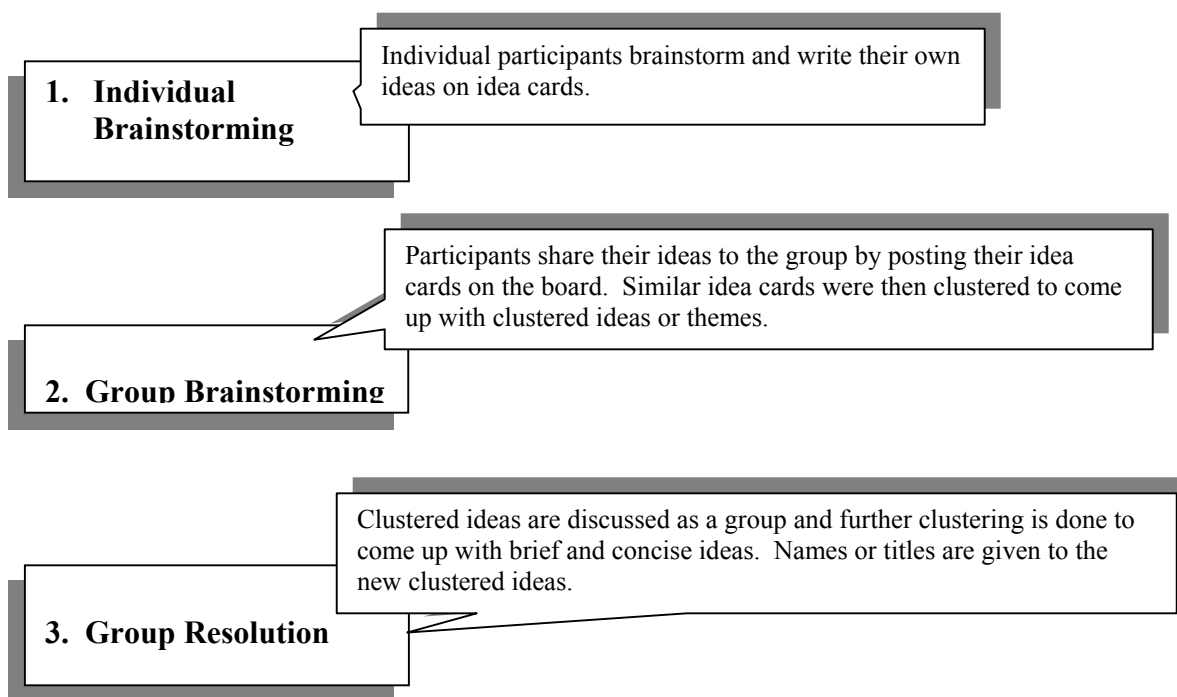 1. Individual
Brainstorming
Individual participants brainstorm and write their own
ideas on idea cards.
2. Group Brainstorming
Participants share their ideas to the group by posting their idea
cards on the board. Similar idea cards were then clustered to come
up with clustered ideas or themes.
3. Group Resolution
Clustered ideas are discussed as a group and further clustering is done to
come up with brief and concise ideas. Names or titles are given to the
new clustered ideas.